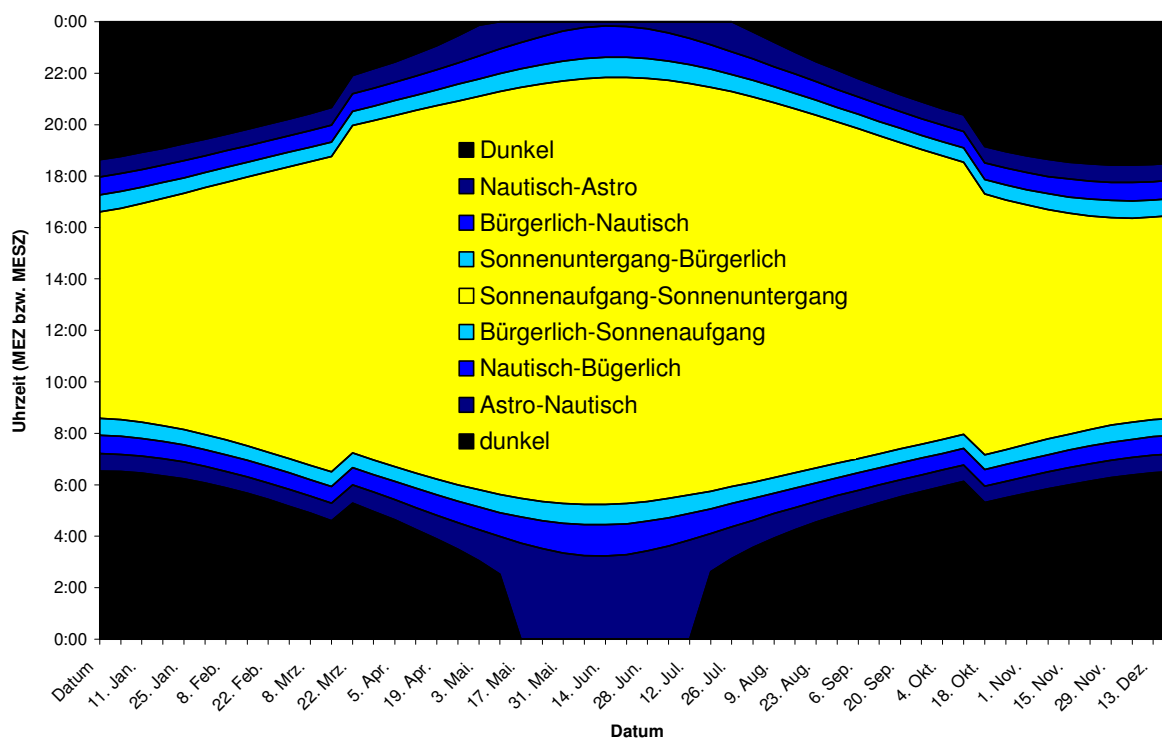 0:00
22:00
20:00
18:00
16:00
14:00
12:00
10:00
8:00
6:00
4:00
2:00
0:00
Uhrzeit (MEZ bzw. MESZ)
Dunkel
Nautisch-Astro
Bürgerlich-Nautisch
Sonnenuntergang-Bürgerlich
Sonnenaufgang-Sonnenuntergang
Bürgerlich-Sonnenaufgang
Nautisch-Bügerlich
Astro-Nautisch
dunkel
Datum
11. Jan.
25. Jan.
8. Feb.
22. Feb.
8. Mrz.
22. Mrz.
5. Apr.
19. Apr.
3. Mai.
17. Mai.
31. Mai.
14. Jun.
28. Jun.
12. Jul.
26. Jul.
9. Aug.
23. Aug.
6. Sep.
20. Sep.
4. Okt.
18. Okt.
1. Nov.
15. Nov.
29. Nov.
13. Dez.
Datum